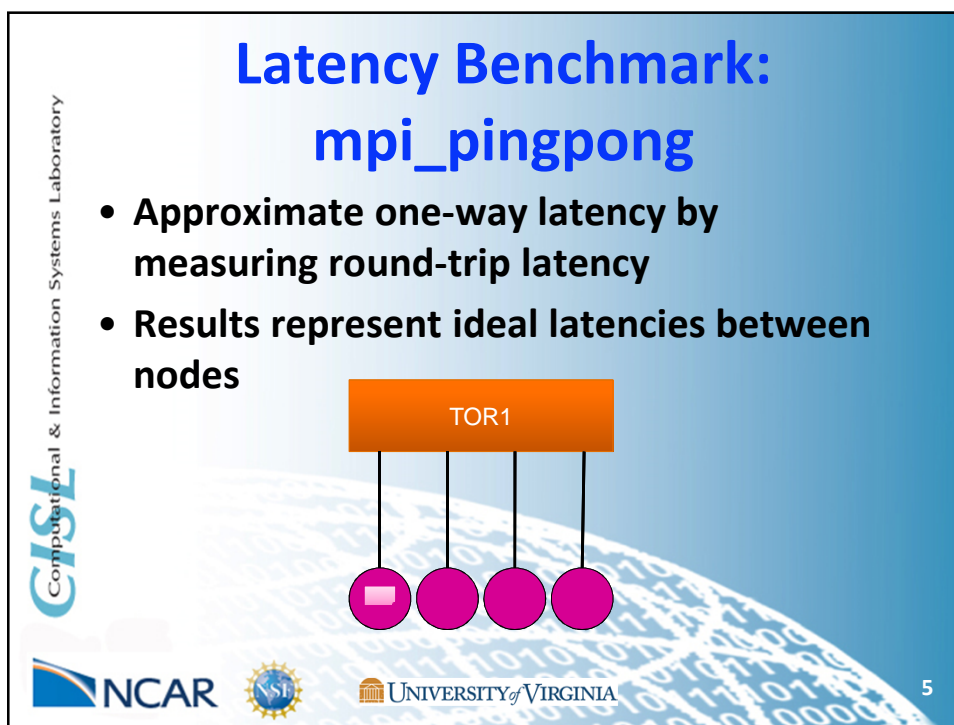 Latency Benchmark:
mpi_pingpong
• Approximate one-way latency by
measuring round-trip latency
• Results represent ideal latencies between
nodes
TOR1
CISL
Computational & Information Systems Laboratory
NCAR
NSF
UNIVERSITY of VIRGINIA
5